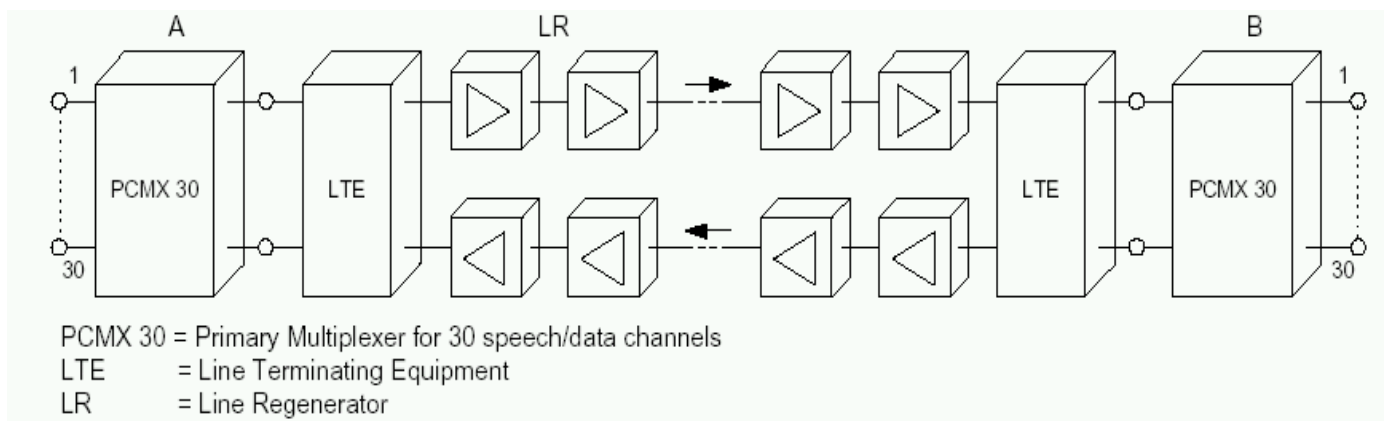 A LR B
1 1
PCMX 30 LTE LTE PCMX 30
30 30
PCMX 30 = Primary Multiplexer for 30 speech/data channels
LTE = Line Terminating Equipment
LR = Line Regenerator